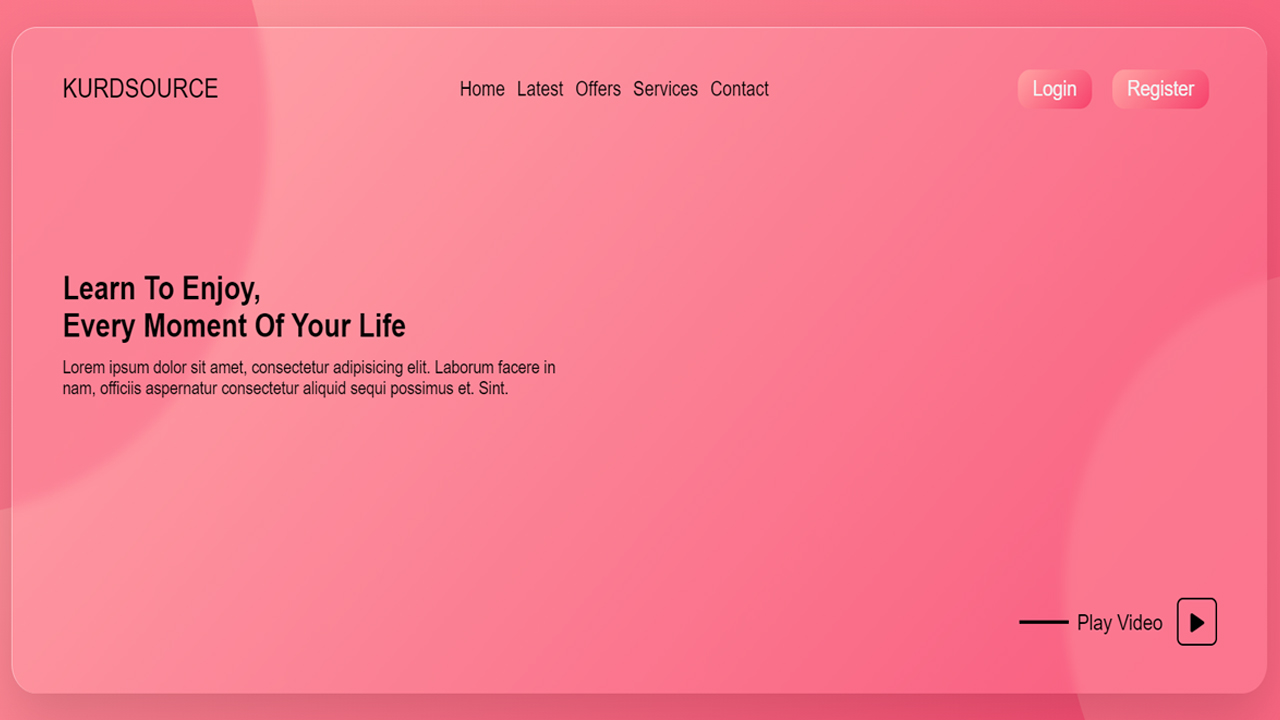 KURDSOURCE
Home Latest Offers Services Contact
Login
Register
Learn To Enjoy,
Every Moment Of Your Life
Lorem ipsum dolor sit amet, consectetur adipisicing elit. Laborum facere in
nam, officiis aspernatur consectetur aliquid sequi possimus et. Sint.
Play Video